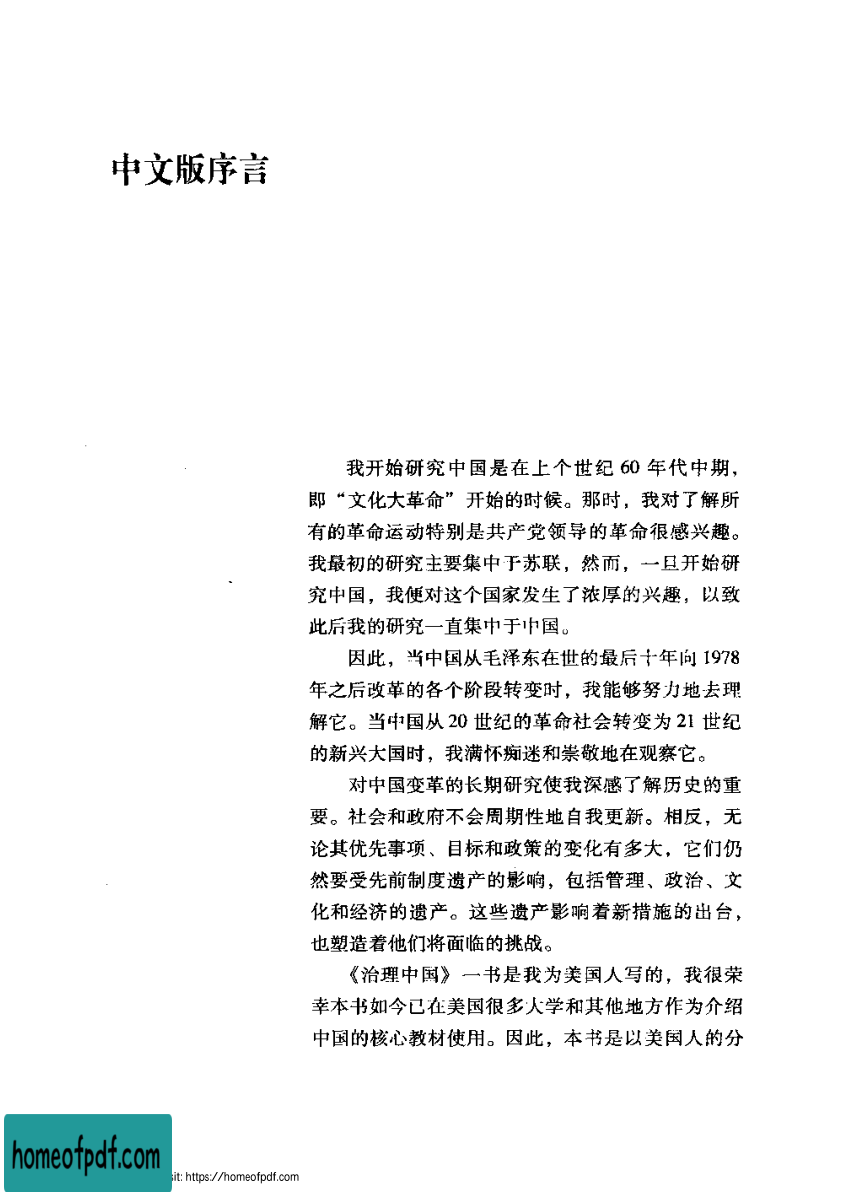 中文版序言
我开始研究中国是在上个世纪 60 年代中期，
即“文化大革命”开始的时候。那时，我对了解所
有的革命运动特别是共产党领导的革命很感兴趣。
我最初的研究主要集中于苏联，然而，一旦开始研
究中国，我便对这个国家发生了浓厚的兴趣，以致
此后我的研究一直集中于中国。
因此，当中国从毛泽东在世的最后十年向 1978
年之后改革的各个阶段转变时，我能够努力地去理
解它。当中国从 20 世纪的革命社会转变为 21 世纪
的新兴大国时，我满怀痴迷和崇敬地在观察它。
对中国变革的长期研究使我深感了解历史的重
要。社会和政府不会周期性地自我更新。相反，无
论其优先事项、目标和政策的变化有多大，它们仍
然要受先前制度遗产的影响，包括管理、政治、文
化和经济的遗产。这些遗产影响着新措施的出台，
也塑造着他们将面临的挑战。
《治理中国》一书是我为美国人写的，我很荣
幸本书如今已在美国很多大学和其他地方作为介绍
中国的核心教材使用。因此，本书是以美国人的分
homeofpdf.com
sit: https://homeofpdf.com